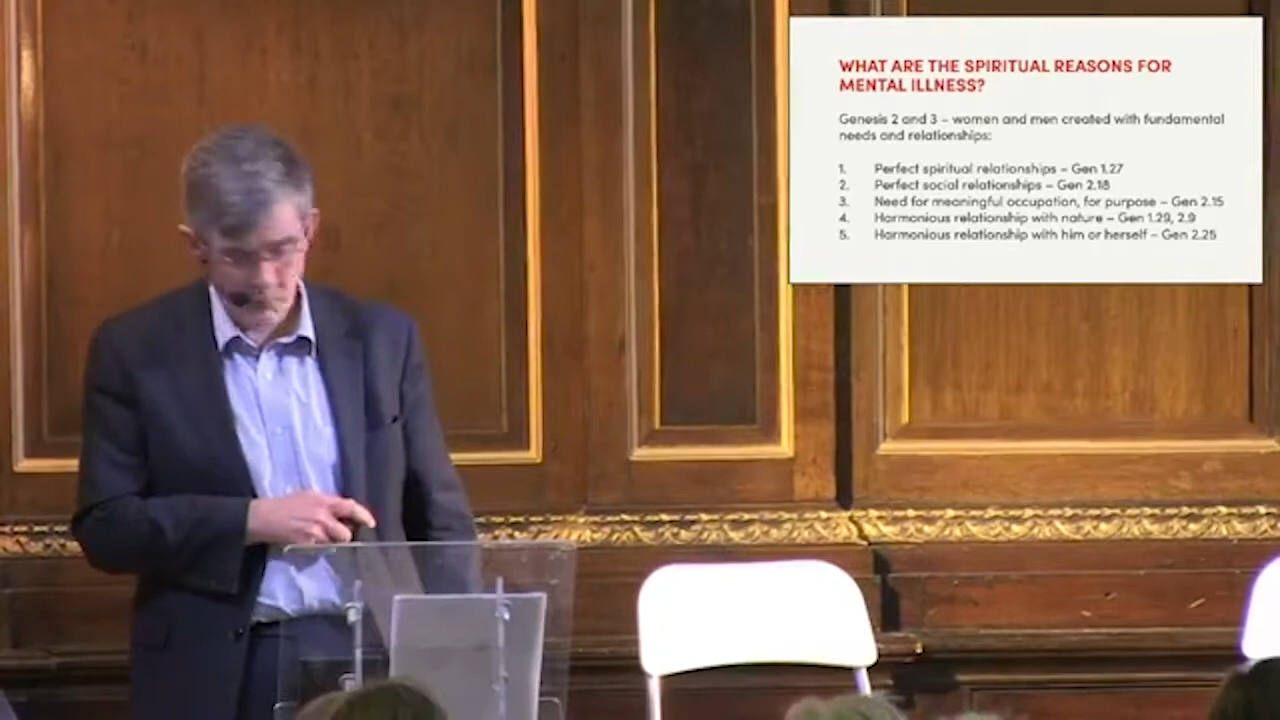 WHAT ARE THE SPIRITUAL REASONS FOR
MENTAL ILLNESS?
Genesis 2 and 3 – women and men created with fundamental
needs and relationships:
1. Perfect spiritual relationships – Gen 1.27
2. Perfect social relationships – Gen 2.18
3. Need for meaningful occupation, for purpose – Gen 2.15
4. Harmonious relationship with nature – Gen 1.29, 2.9
5. Harmonious relationship with him or herself – Gen 2.25